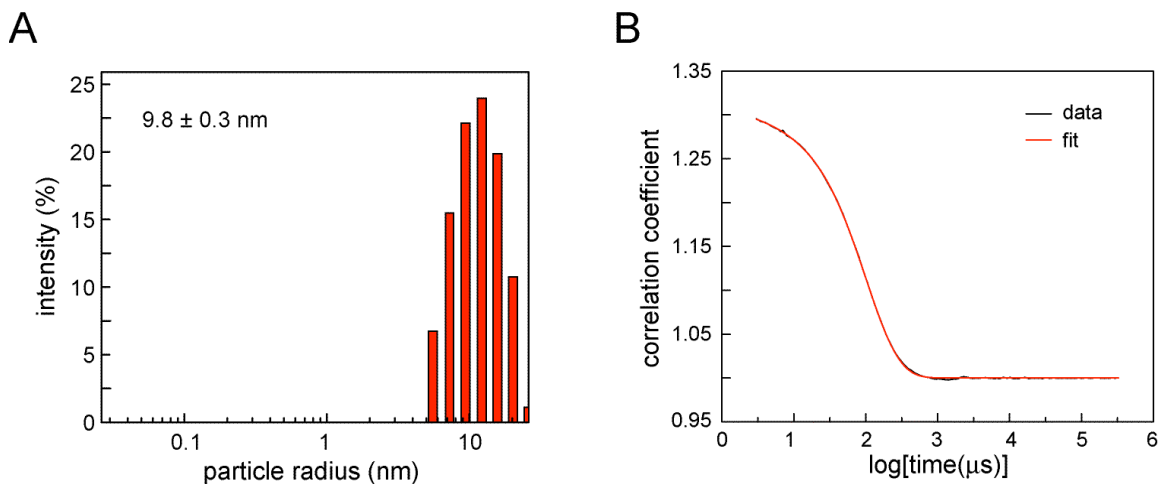 A
25
20
15
10
5
0
intensity (%)
9.8 ± 0.3 nm
0.1
1
10
particle radius (nm)
B
1.35
1.25
1.15
1.05
0.95
correlation coefficient
data
fit
0
1
2
3
4
5
6
log[time(μs)]